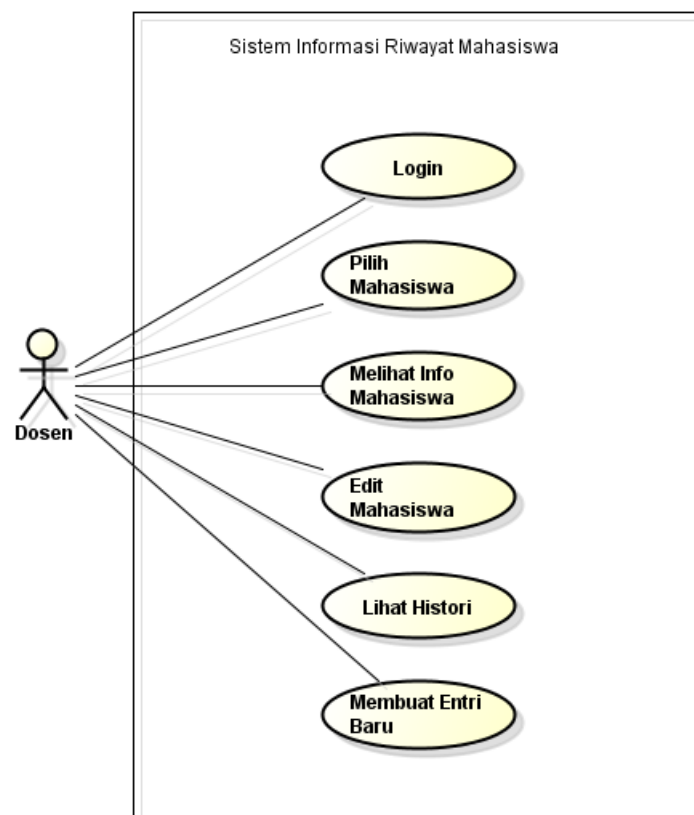 Sistem Informasi Riwayat Mahasiswa
Login
Pilih
Mahasiswa
Melihat Info
Mahasiswa
Dosen
Edit
Mahasiswa
Lihat Histori
Membuat Entri
Baru